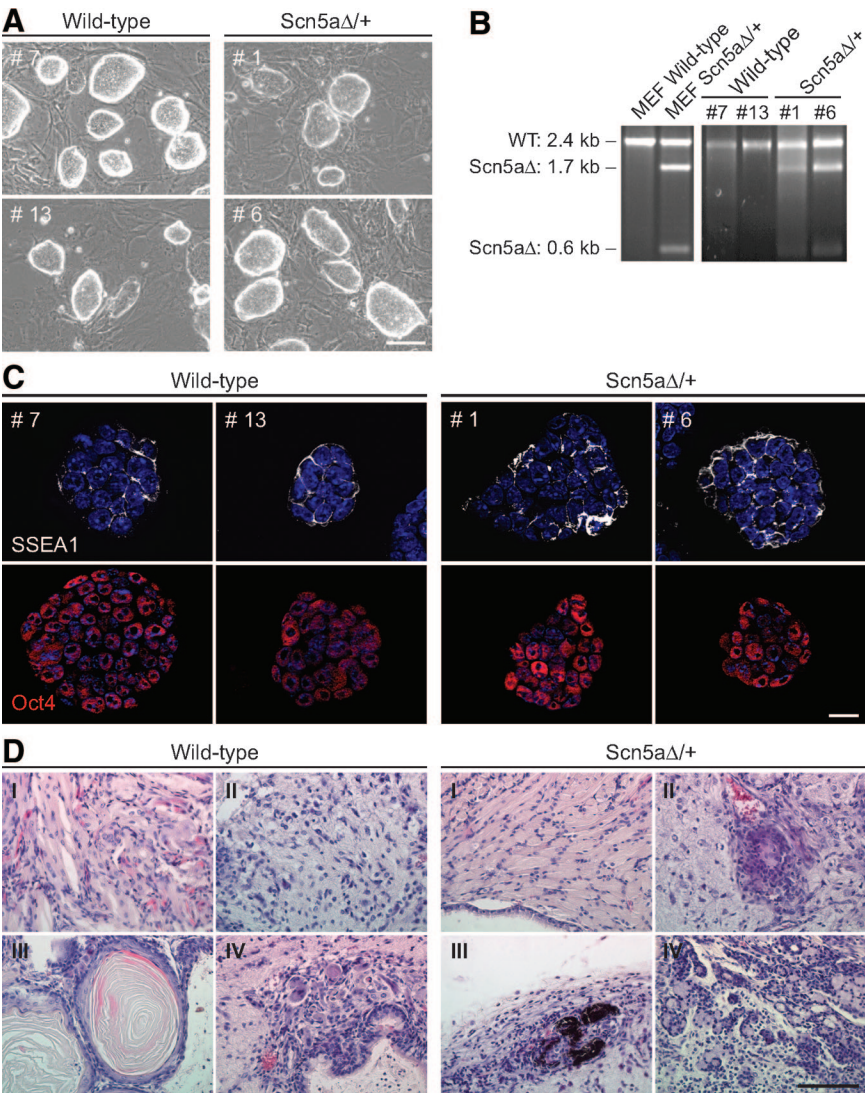 A
Wild-type
Scn5aΔ/+
# 7
# 1
# 13
# 6
B
MEF Wild-type
MEF Scn5aΔ/+
Wild-type
Scn5aΔ/+
#7 #13 #1 #6
WT: 2.4 kb –
Scn5aΔ: 1.7 kb –
Scn5aΔ: 0.6 kb –
C
Wild-type
Scn5aΔ/+
# 7
# 13
# 1
# 6
SSEA1
Oct4
D
Wild-type
Scn5aΔ/+
I
II
I
II
III
IV
III
IV